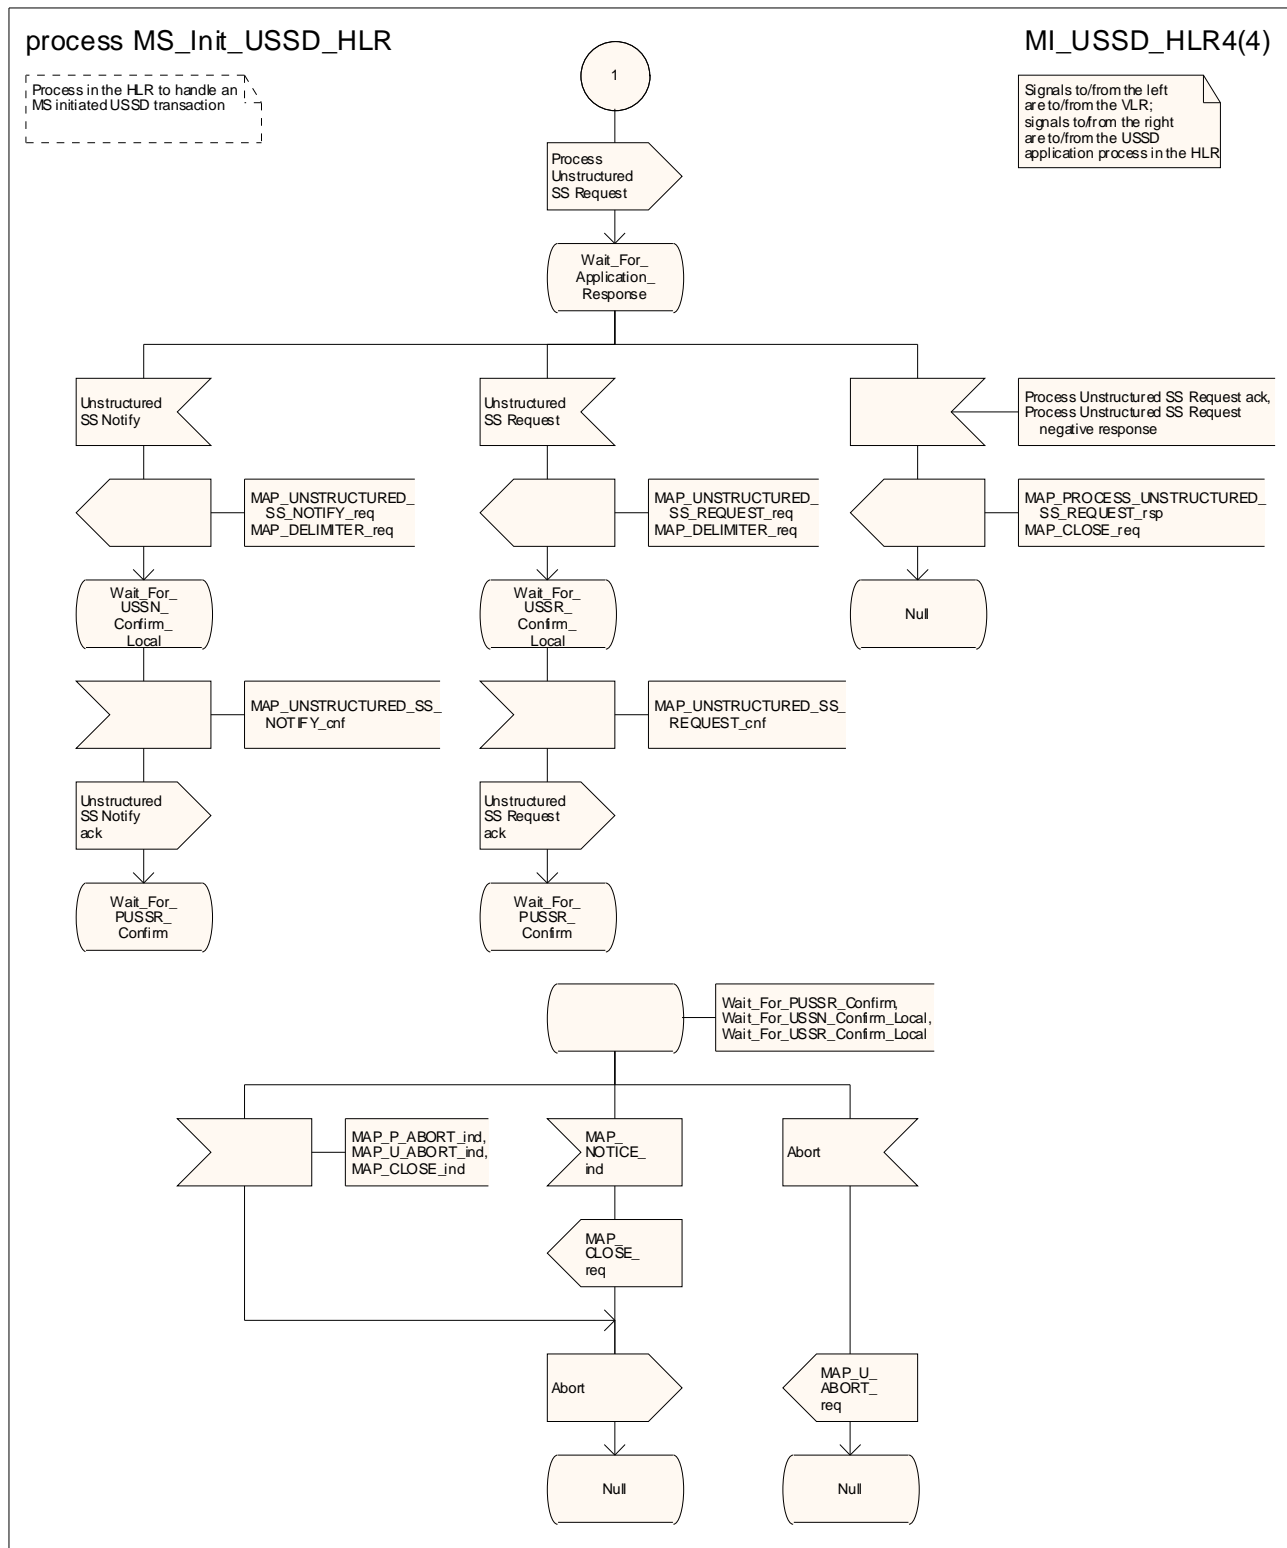 process MS_Init_USSD_HLR
MI_USSD_HLR4(4)
Process in the HLR to handle an
MS initiated USSD transaction
1
Signals to/from the left
are to/from the VLR;
signals to/from the right
are to/from the USSD
application process in the HLR
Process
Unstructured
SS Request
Wait_For_
Application_
Response
Unstructured
SS Notify
Unstructured
SS Request
Process Unstructured SS Request ack,
Process Unstructured SS Request
negative response
MAP_UNSTRUCTURED_
SS_NOTIFY_req
MAP_DELIMITER_req
MAP_UNSTRUCTURED_
SS_REQUEST_req
MAP_DELIMITER_req
MAP_PROCESS_UNSTRUCTURED_
SS_REQUEST_rsp
MAP_CLOSE_req
Wait_For_
USSN_
Confirm_
Local
Wait_For_
USSR_
Confirm_
Local
Null
MAP_UNSTRUCTURED_SS_
NOTIFY_cnf
MAP_UNSTRUCTURED_SS_
REQUEST_cnf
Unstructured
SS Notify
ack
Unstructured
SS Request
ack
Wait_For_
PUSSR_
Confirm
Wait_For_
PUSSR_
Confirm
Wait_For_PUSSR_Confirm,
Wait_For_USSN_Confirm_Local,
Wait_For_USSR_Confirm_Local
MAP_P_ABORT_ind,
MAP_U_ABORT_ind,
MAP_CLOSE_ind
MAP_
NOTICE_
ind
Abort
MAP_
CLOSE_
req
Abort
MAP_U_
ABORT_
req
Null
Null